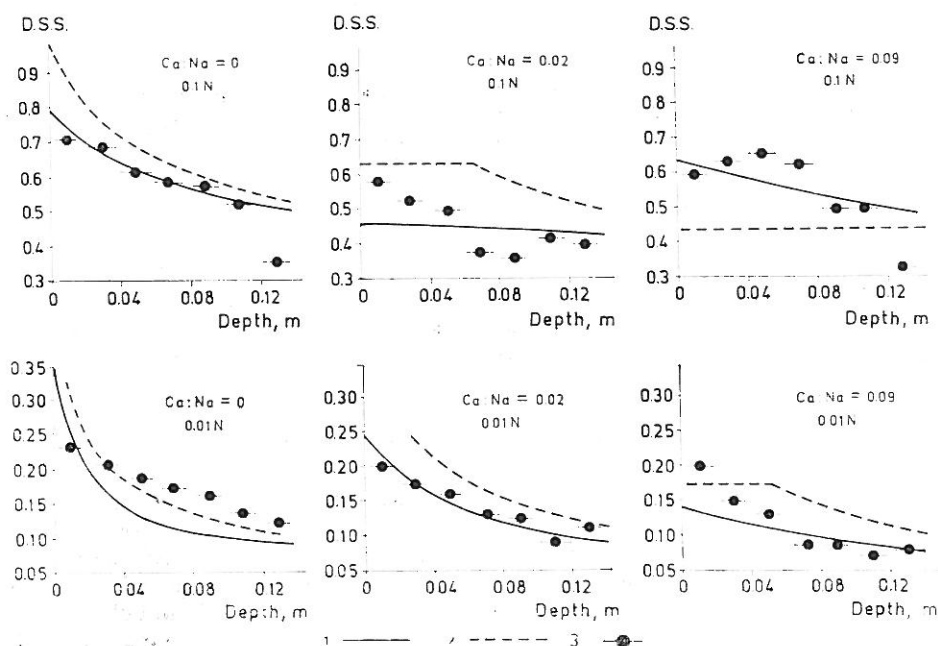 D.S.S.
Ca:Na = 0
0.1N
0.9
0.8
0.7
0.6
0.5
0.4
0.3
0 0.04 0.08 0.12
Depth, m
D.S.S.
Ca:Na = 0.02
0.1N
0.9
0.8
0.7
0.6
0.5
0.4
0.3
0 0.04 0.08 0.12
Depth, m
D.S.S.
Ca:Na = 0.09
0.1N
0.9
0.8
0.7
0.6
0.5
0.4
0.3
0 0.04 0.08 0.12
Depth, m
Ca:Na = 0
0.01N
0.35
0.30
0.25
0.20
0.15
0.10
0.05
0 0.04 0.08 0.12
Depth, m
Ca:Na = 0.02
0.01N
0.30
0.25
0.20
0.15
0.10
0.05
0 0.04 0.08 0.12
Depth, m
Ca:Na = 0.09
0.01N
0.30
0.25
0.20
0.15
0.10
0.05
0 0.04 0.08 0.12
Depth, m
1 2 3